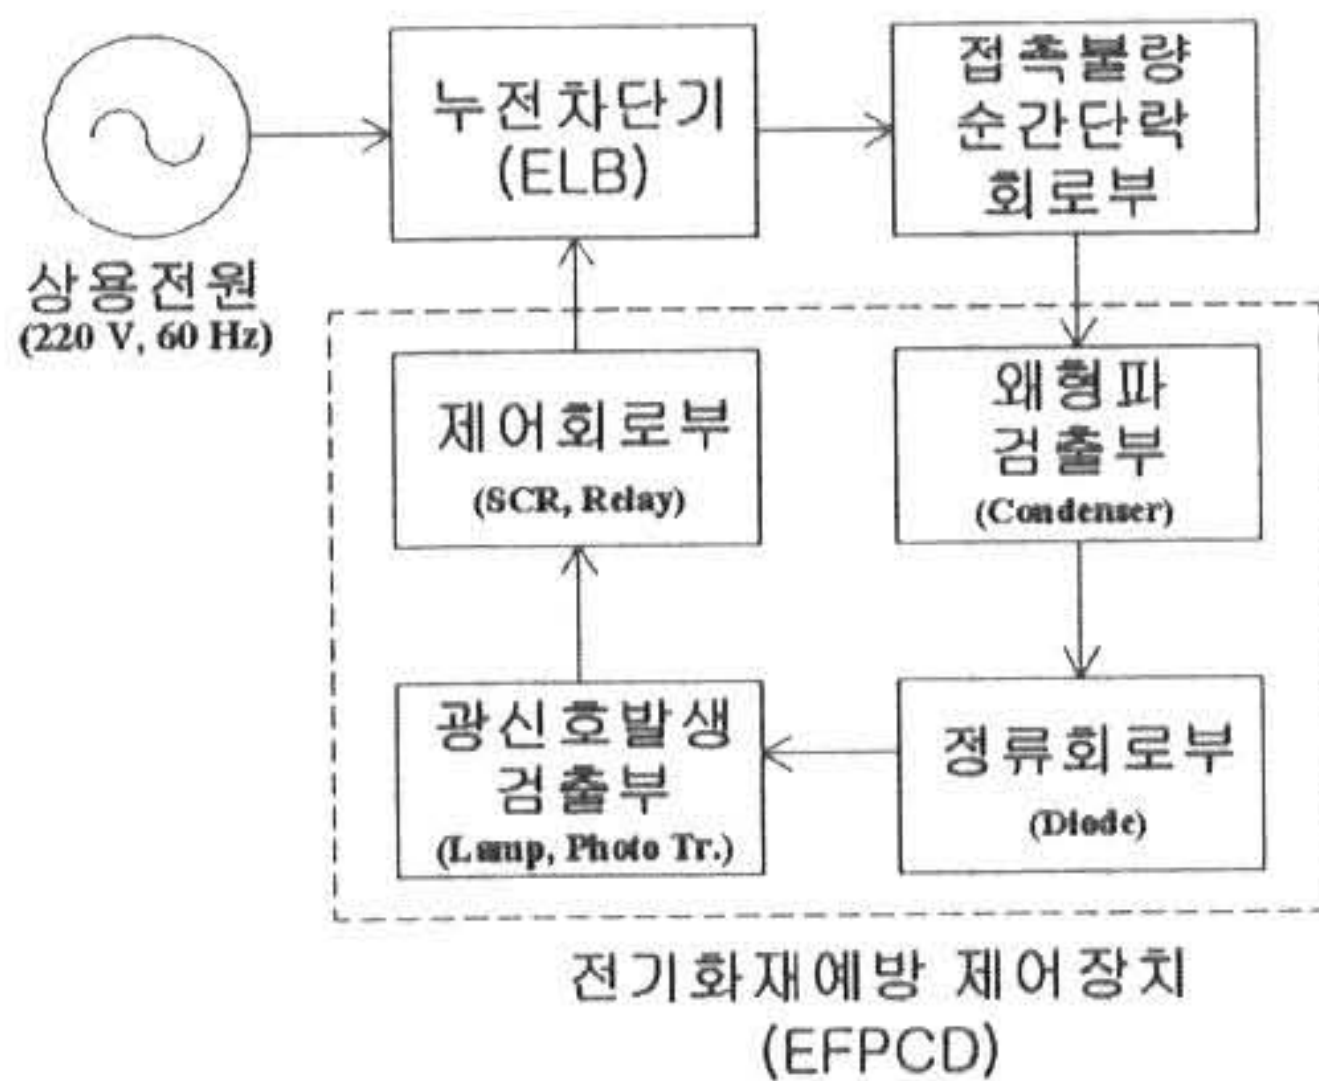 누전차단기
(ELB)
접촉불량
순간단락
회로부
상용전원
(220 V, 60 Hz)
제어회로부
(SCR, Relay)
왜형파
검출부
(Condenser)
광신호발생
검출부
(Lamp, Photo Tr.)
정류회로부
(Diode)
전기화재예방 제어장치
(EFPCD)